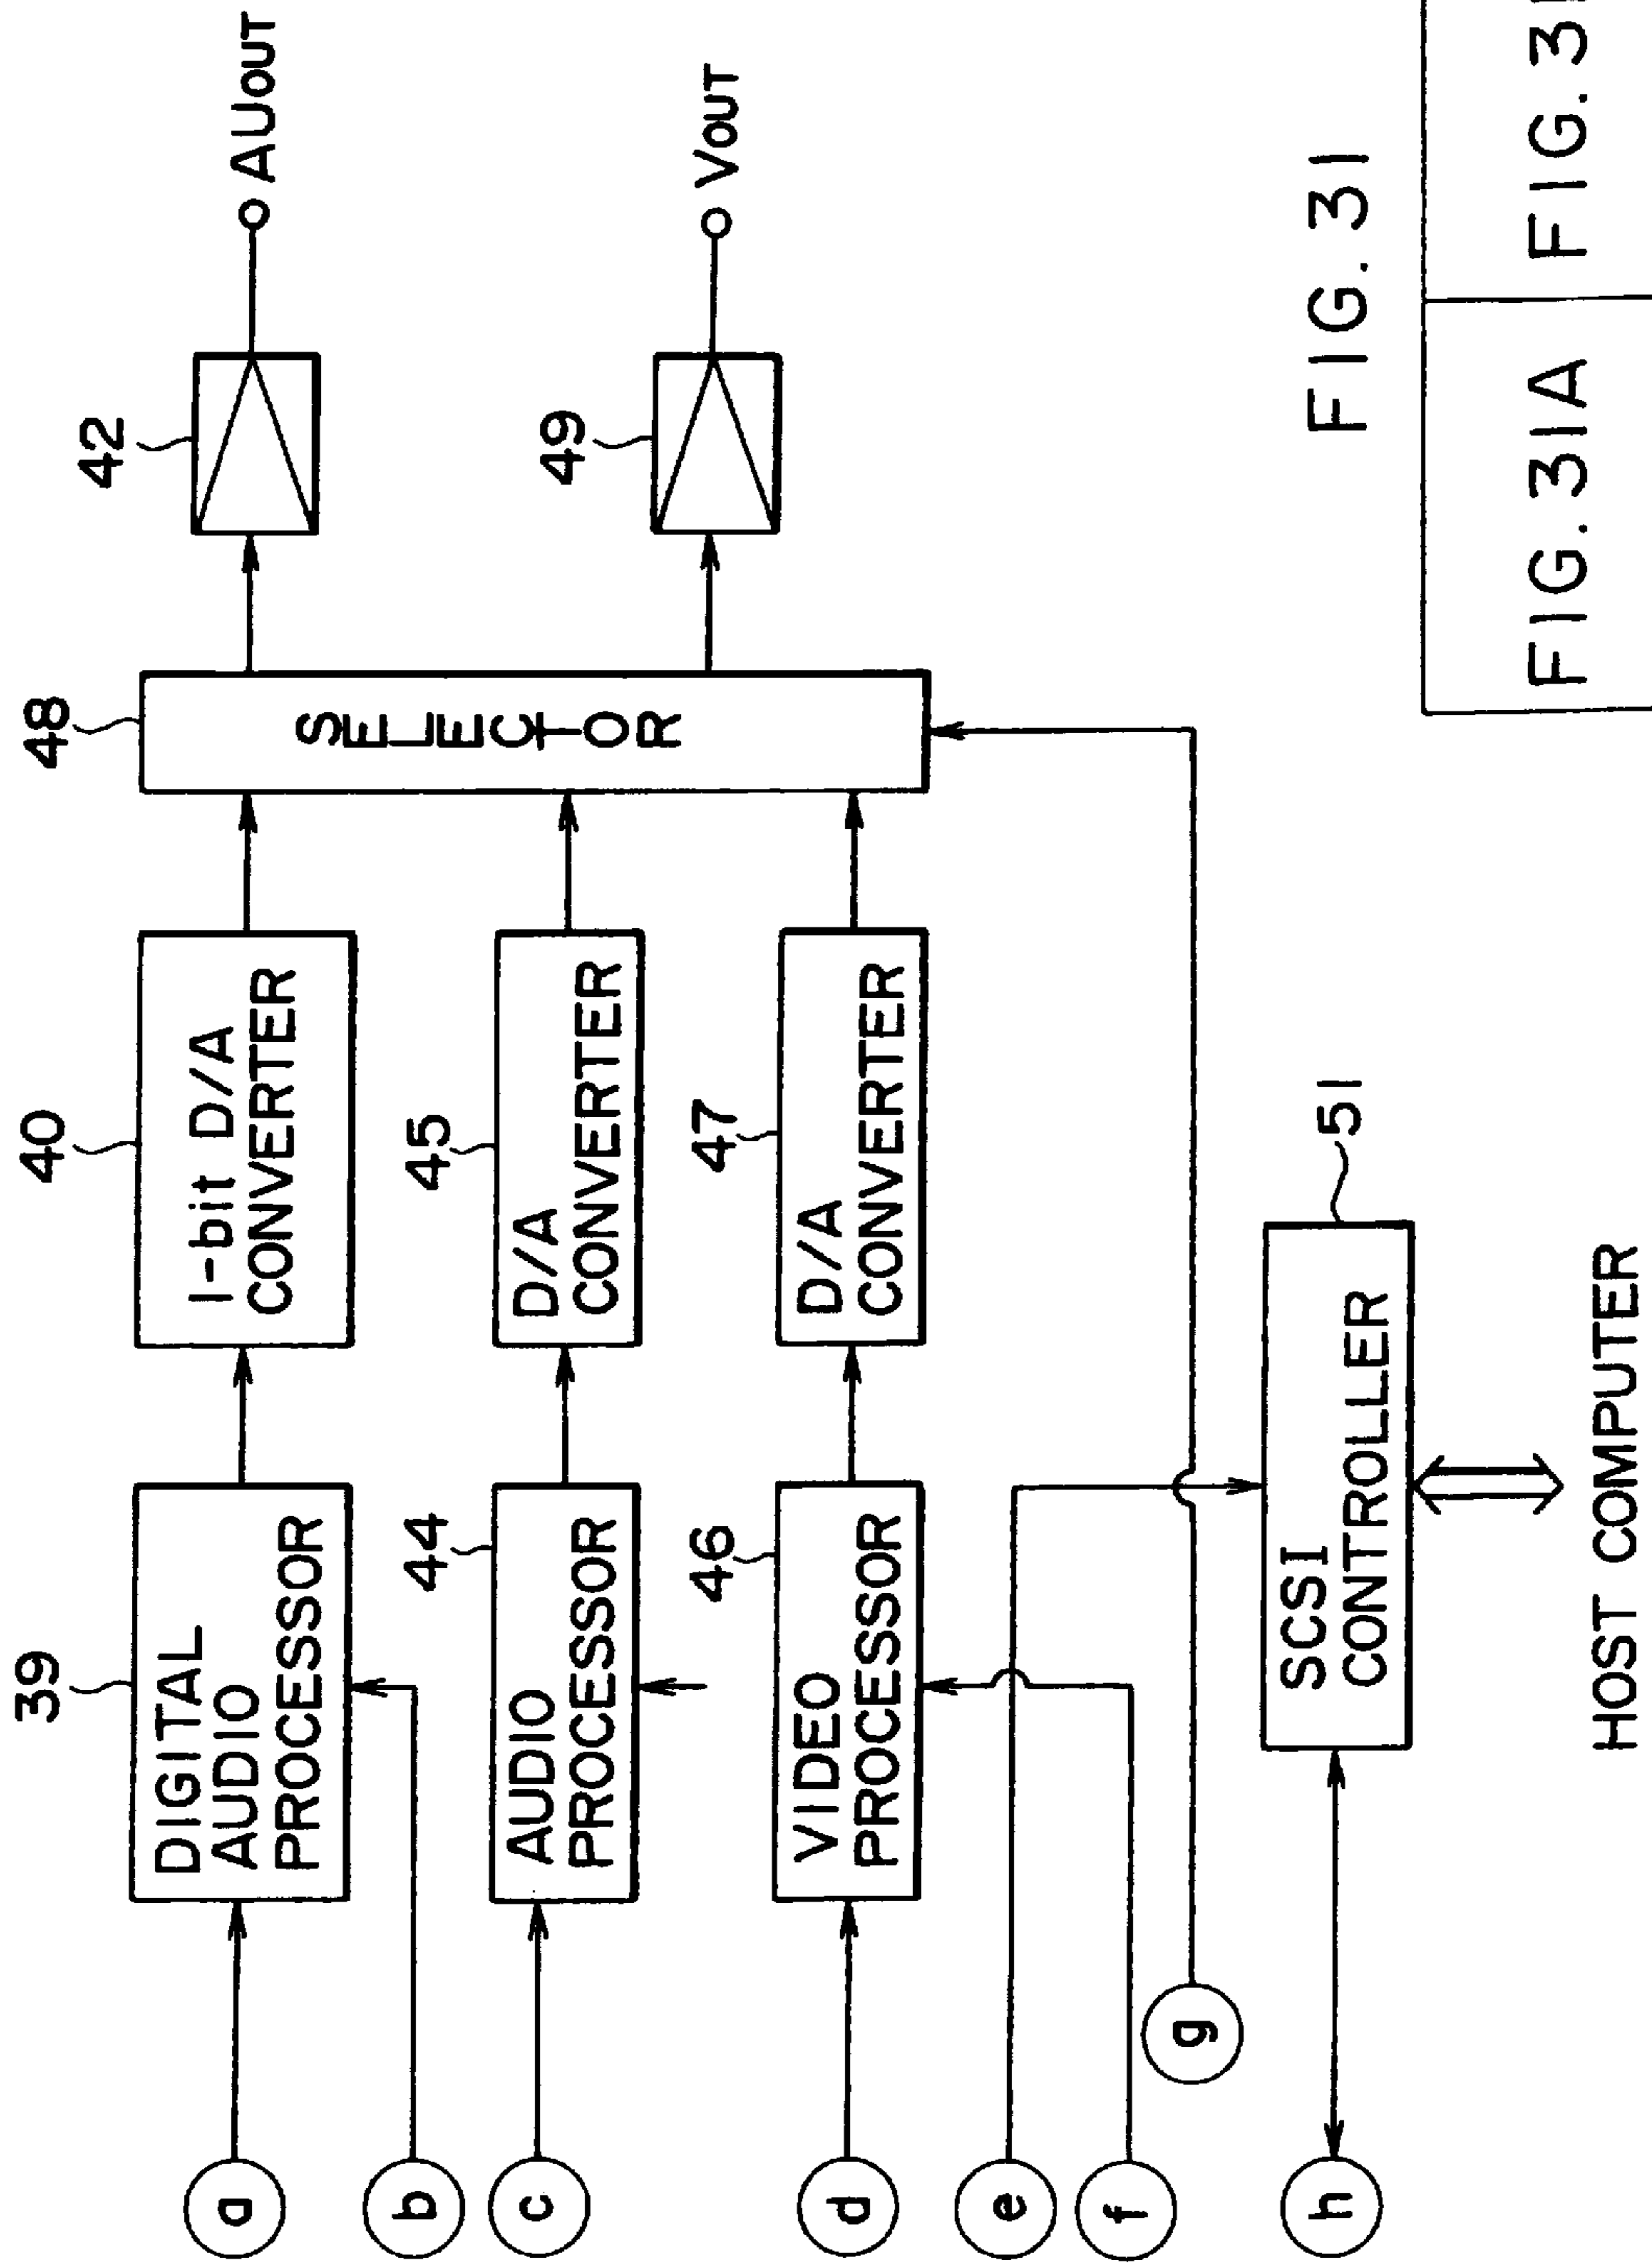 39
40
48
42
DIGITAL
AUDIO
PROCESSOR
1-bit D/A
CONVERTER
SELECTOR
AUOUT
44
45
49
AUDIO
PROCESSOR
D/A
CONVERTER
VOUT
46
47
VIDEO
PROCESSOR
D/A
CONVERTER
a
b
c
d
e
f
g
h
SCSI
CONTROLLER
51
HOST COMPUTER
FIG. 31
FIG. 31A